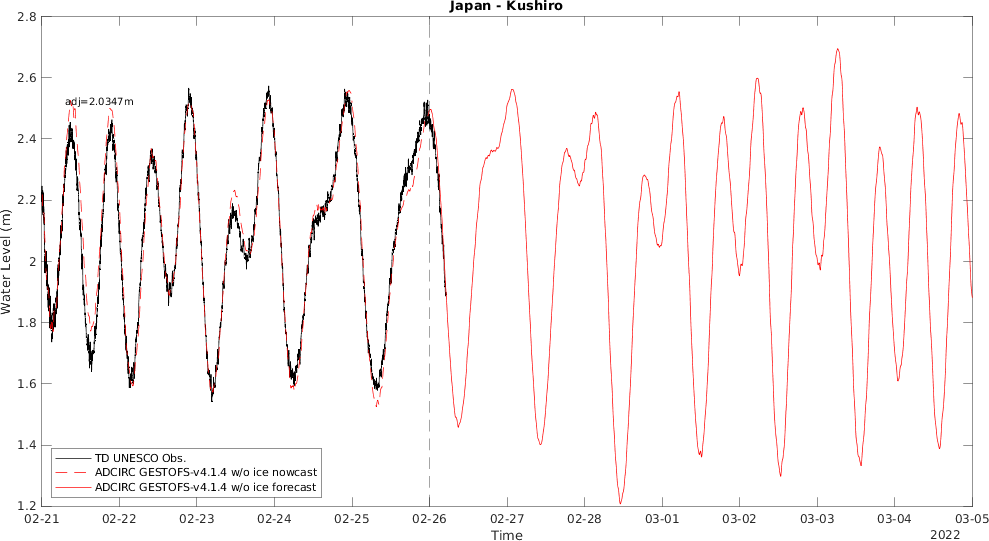 Japan - Kushiro
2.8
2.6
2.4
2.2
2
1.8
1.6
1.4
1.2
Water Level (m)
adj=2.0347m
TD UNESCO Obs.
ADCIRC GESTOFS-v4.1.4 w/o ice nowcast
ADCIRC GESTOFS-v4.1.4 w/o ice forecast
02-21 02-22 02-23 02-24 02-25 02-26 02-27 02-28 03-01 03-02 03-03 03-04 03-05
Time
2022